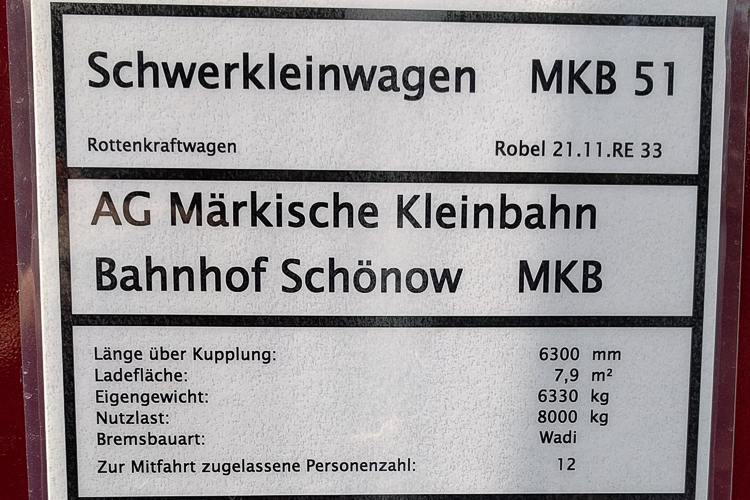 Schwerkleinwagen MKB 51
Rottenkraftwagen Robel 21.11.RE 33
AG Märkische Kleinbahn
Bahnhof Schönow MKB
Länge über Kupplung: 6300 mm
Ladefläche: 7,9 m²
Eigengewicht: 6330 kg
Nutzlast: 8000 kg
Bremsbauart: Wadi
Zur Mitfahrt zugelassene Personenzahl: 12